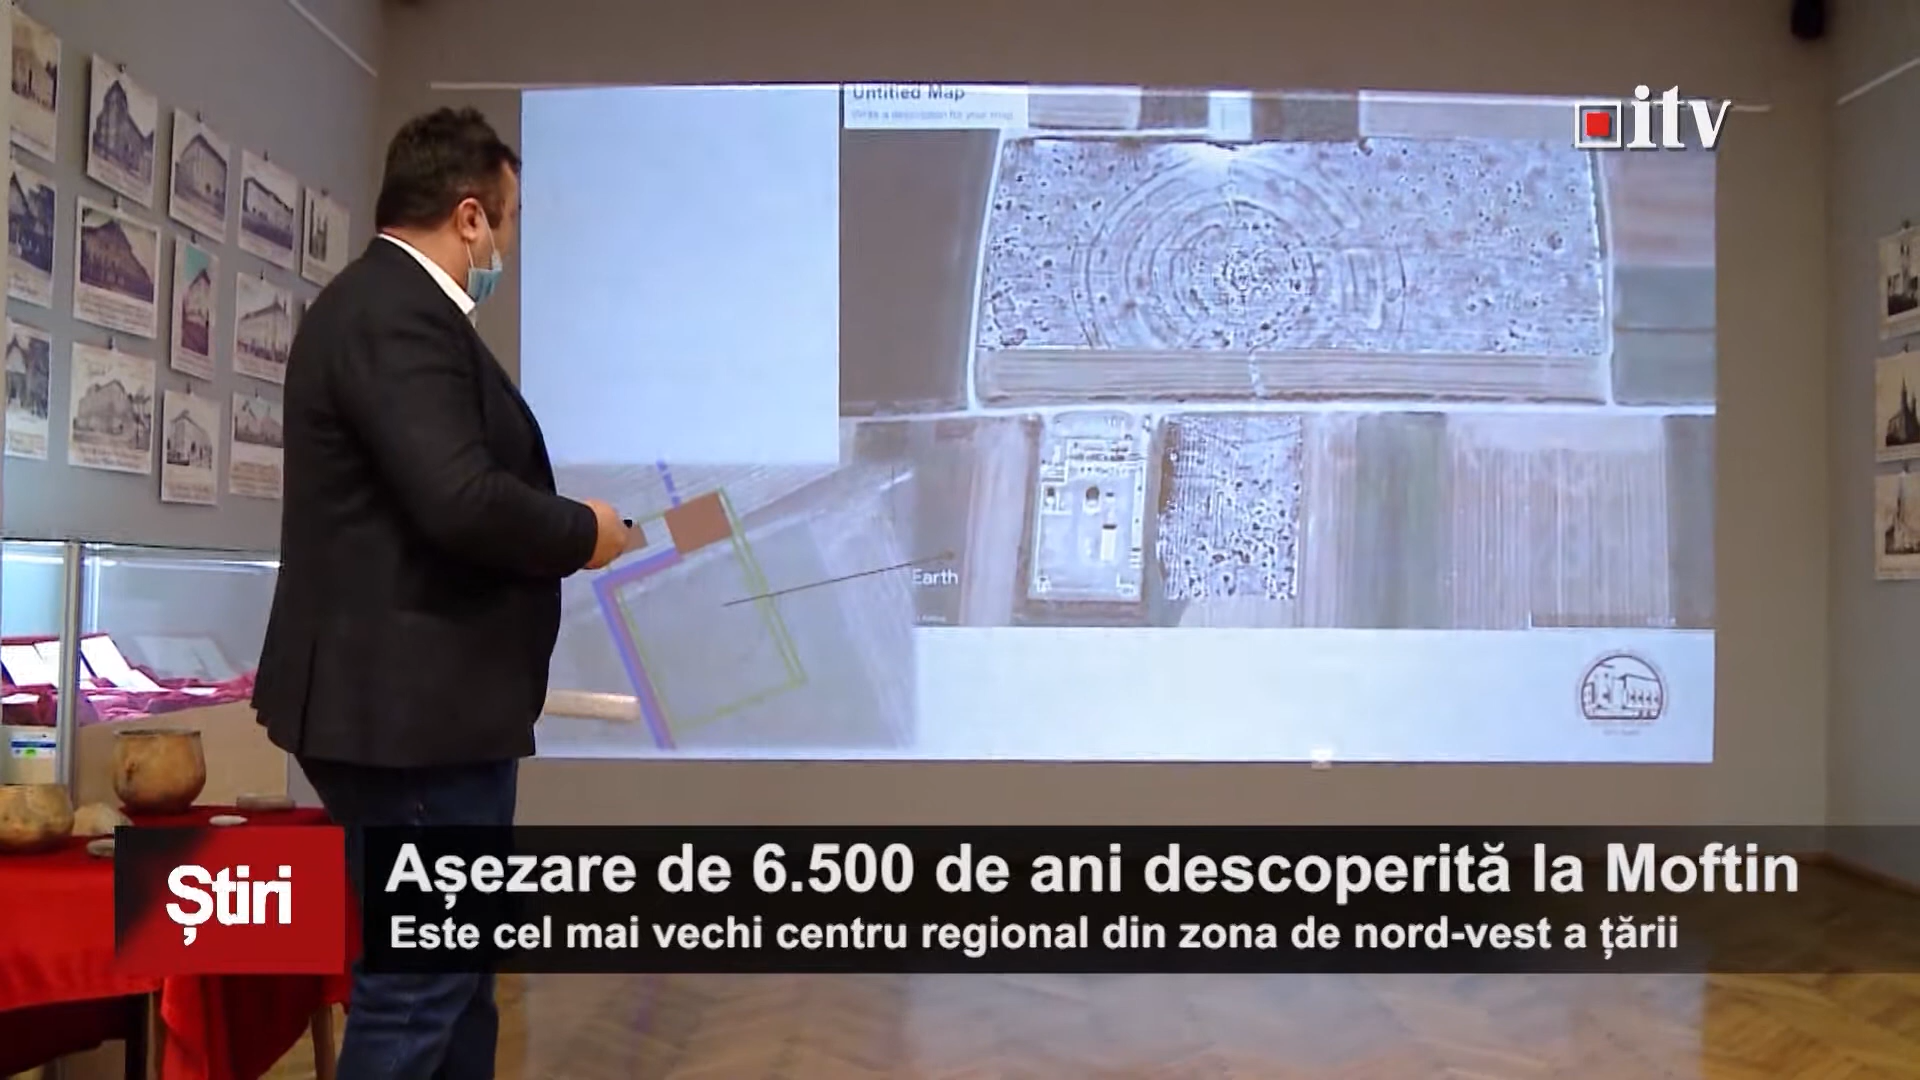 Untitled Map
Write a description for your map.
itv
Earth
Știri
Așezare de 6.500 de ani descoperită la Moftin
Este cel mai vechi centru regional din zona de nord-vest a țării